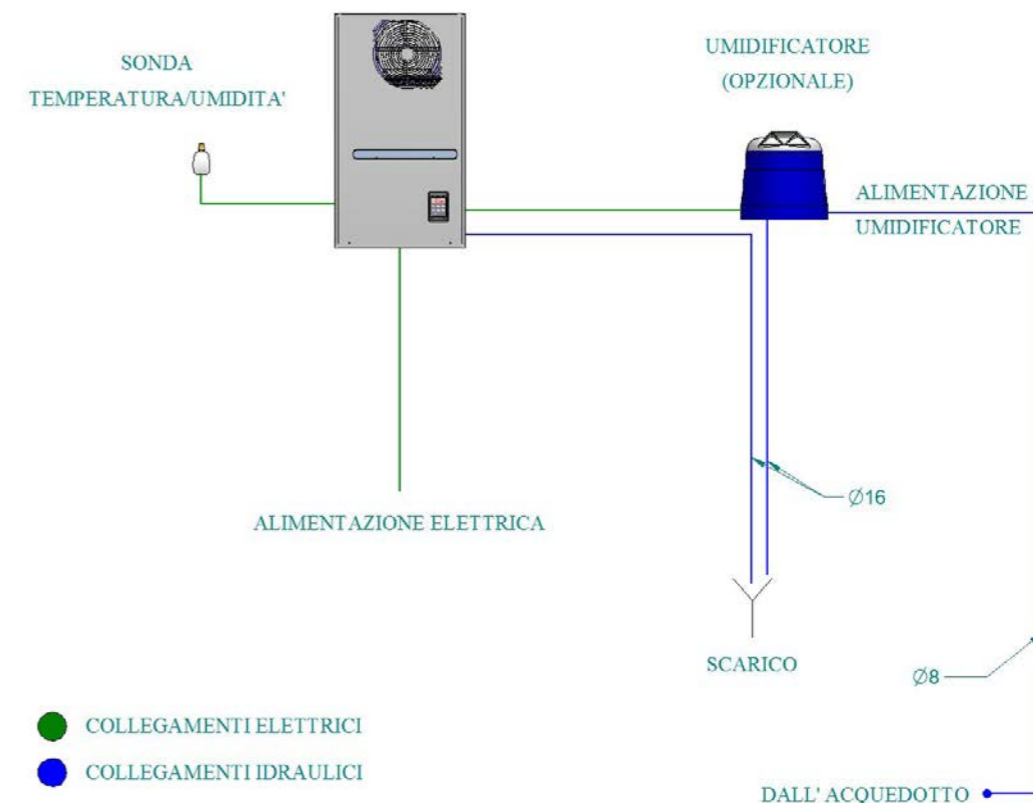 SONDA
TEMPERATURA/UMIDITA'
UMIDIFICATORE
(OPZIONALE)
ALIMENTAZIONE
UMIDIFICATORE
ALIMENTAZIONE ELETTRICA
Ø16
SCARICO
Ø8
COLLEGAMENTI ELETTRICI
COLLEGAMENTI IDRAULICI
DALL' ACQUEDOTTO